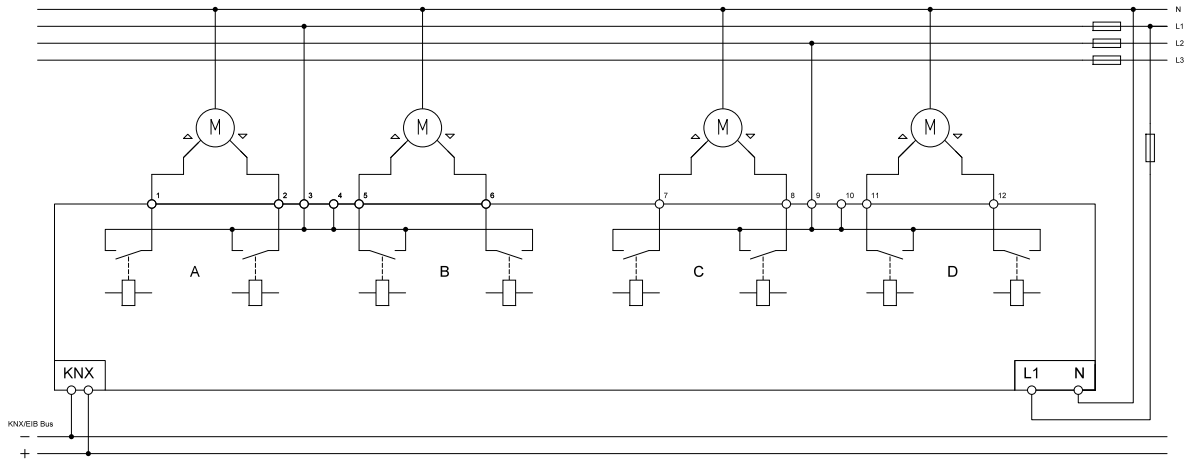 N
L1
L2
L3
M M M M
1 2 3 4 5 6 7 8 9 10 11 12
A B C D
KNX
L1 N
KNX/EIB Bus
−
+